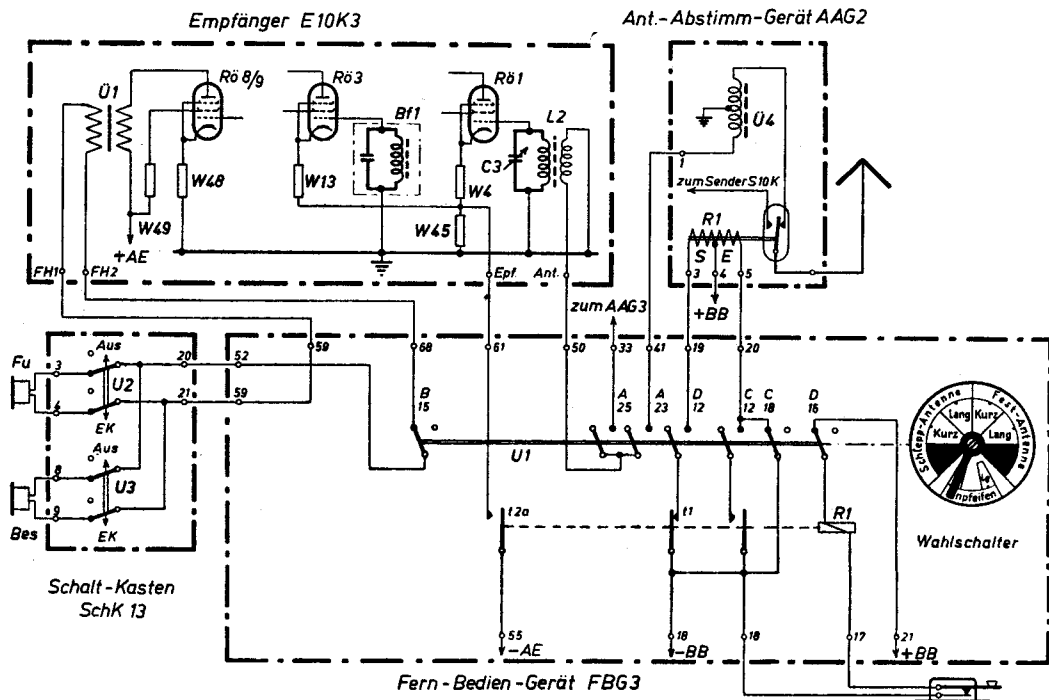 Empfänger E10K3
Ant.-Abstimm-Gerät AAG2
Ü1
Rö 8/9
Rö3
Rö1
Bf1
L2
C3
W48
W13
W4
W49
W45
+AE
FH1
FH2
Epf.
Ant.
Ü4
1
zum Sender S10K
R1
S
E
3
4
5
+BB
zum AAG3
59
68
61
50
33
41
19
20
Fu
3
4
Aus
U2
EK
20
21
52
59
8
9
Aus
U3
EK
Bes
B
15
A
25
A
23
D
12
C
12
C
18
D
16
U1
t2a
t1
R1
Schlepp-Antenne
Fest-Antenne
Kurz
Lang
Kurz
Lang
Wahlschalter
Schalt-Kasten
SchK 13
55
-AE
18
-BB
18
17
21
+BB
Fern-Bedien-Gerät FBG3